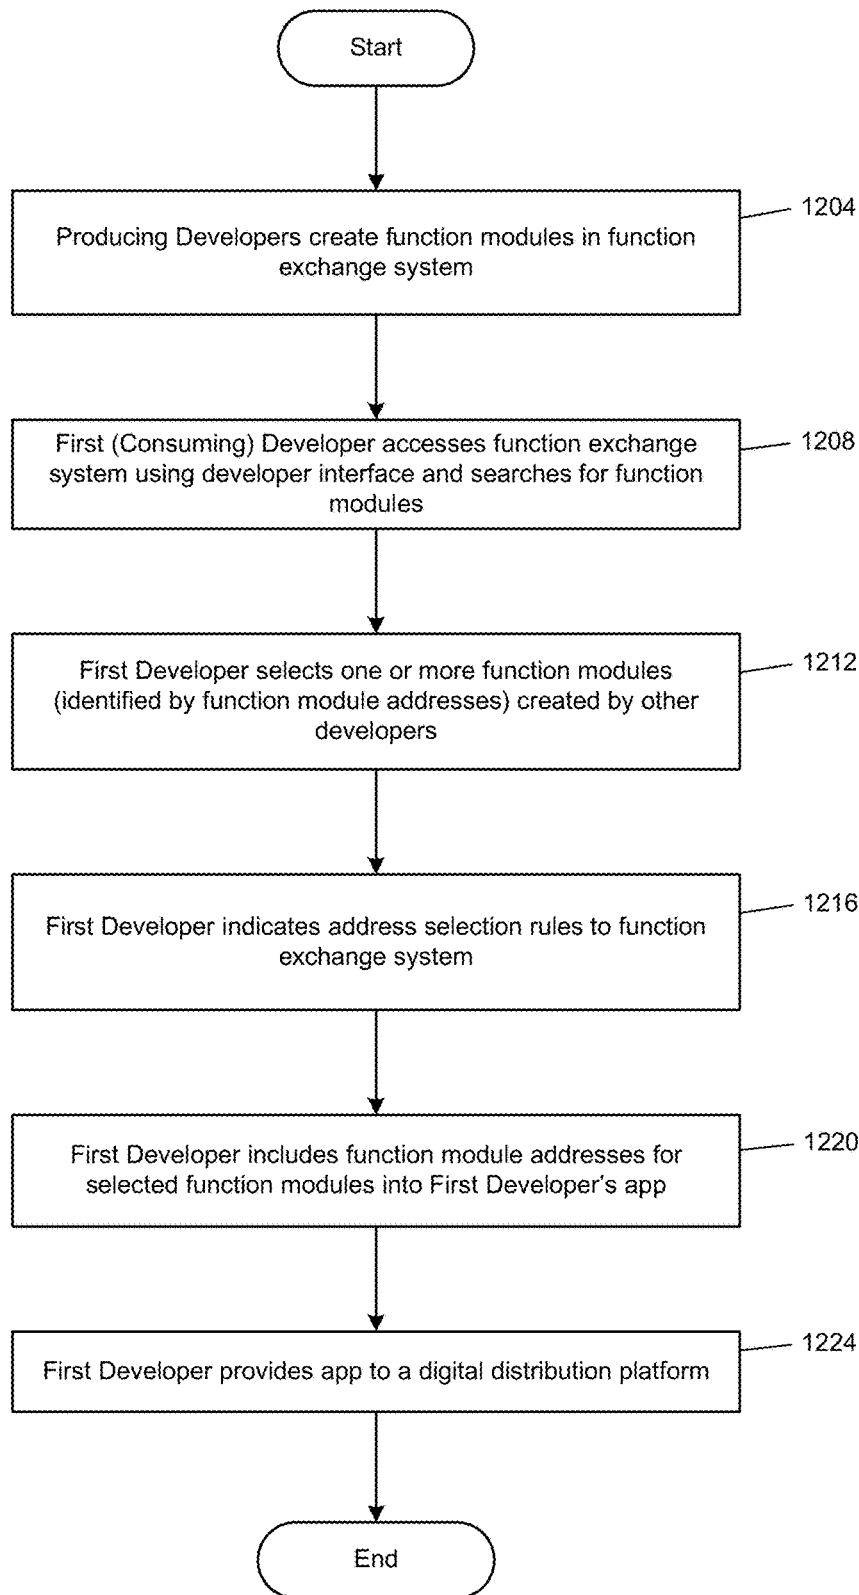 Start
Producing Developers create function modules in function
exchange system
1204
First (Consuming) Developer accesses function exchange
system using developer interface and searches for function
modules
1208
First Developer selects one or more function modules
(identified by function module addresses) created by other
developers
1212
First Developer indicates address selection rules to function
exchange system
1216
First Developer includes function module addresses for
selected function modules into First Developer's app
1220
First Developer provides app to a digital distribution platform
1224
End